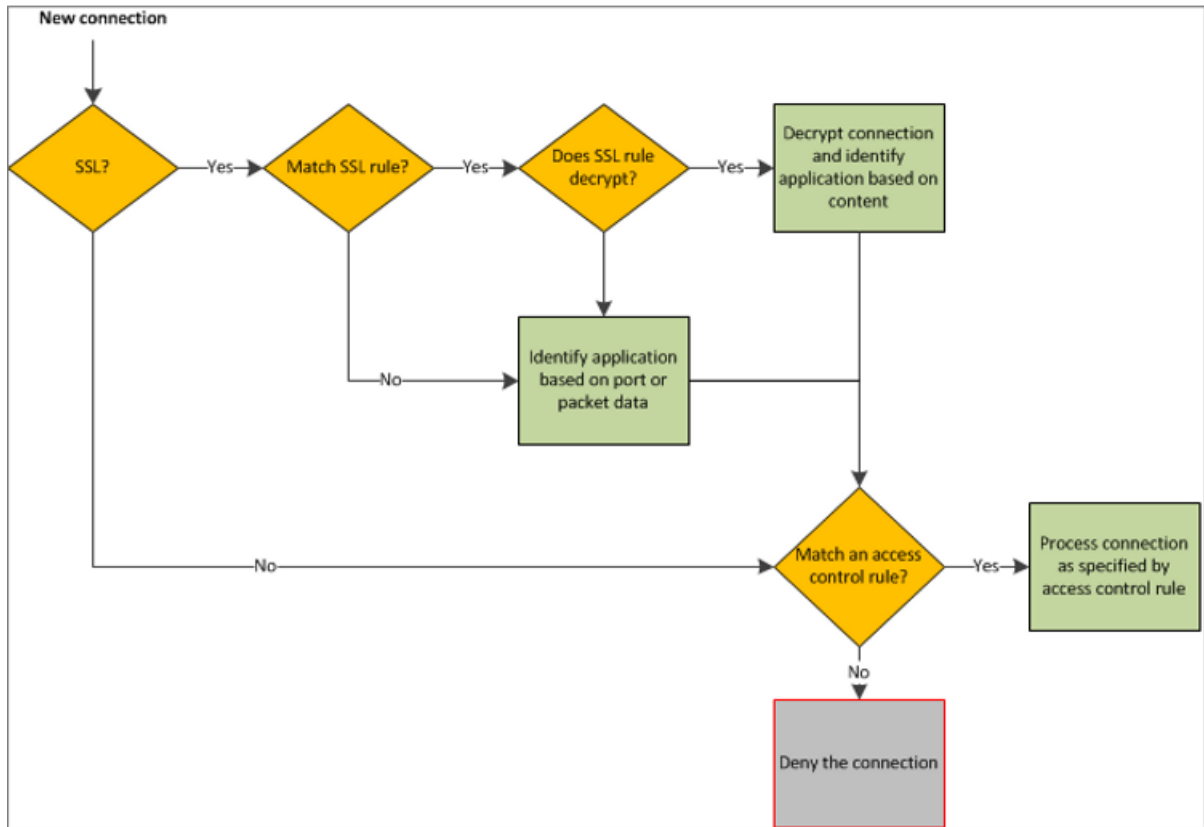 New connection
SSL?
Yes
Match SSL rule?
Yes
Does SSL rule
decrypt?
Yes
Decrypt connection
and identify
application based on
content
No
Identify application
based on port or
packet data
No
Match an access
control rule?
Yes
Process connection
as specified by
access control rule
No
Deny the connection